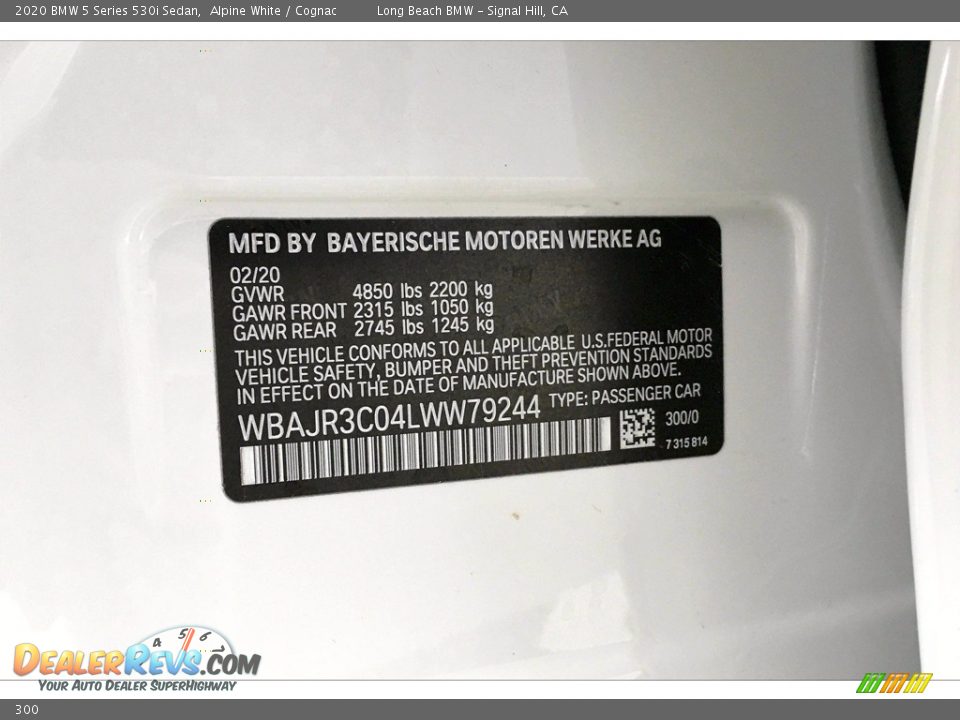 2020 BMW 5 Series 530i Sedan, Alpine White / Cognac Long Beach BMW - Signal Hill, CA
MFD BY BAYERISCHE MOTOREN WERKE AG
02/20
GVWR 4850 lbs 2200 kg
GAWR FRONT 2315 lbs 1050 kg
GAWR REAR 2745 lbs 1245 kg
THIS VEHICLE CONFORMS TO ALL APPLICABLE U.S.FEDERAL MOTOR
VEHICLE SAFETY, BUMPER AND THEFT PREVENTION STANDARDS
IN EFFECT ON THE DATE OF MANUFACTURE SHOWN ABOVE.
WBAJR3C04LWW79244 TYPE: PASSENGER CAR
300/0
7 315 814
4 5 6 7
DEALERREVS.COM
YOUR AUTO DEALER SUPERHIGHWAY
300